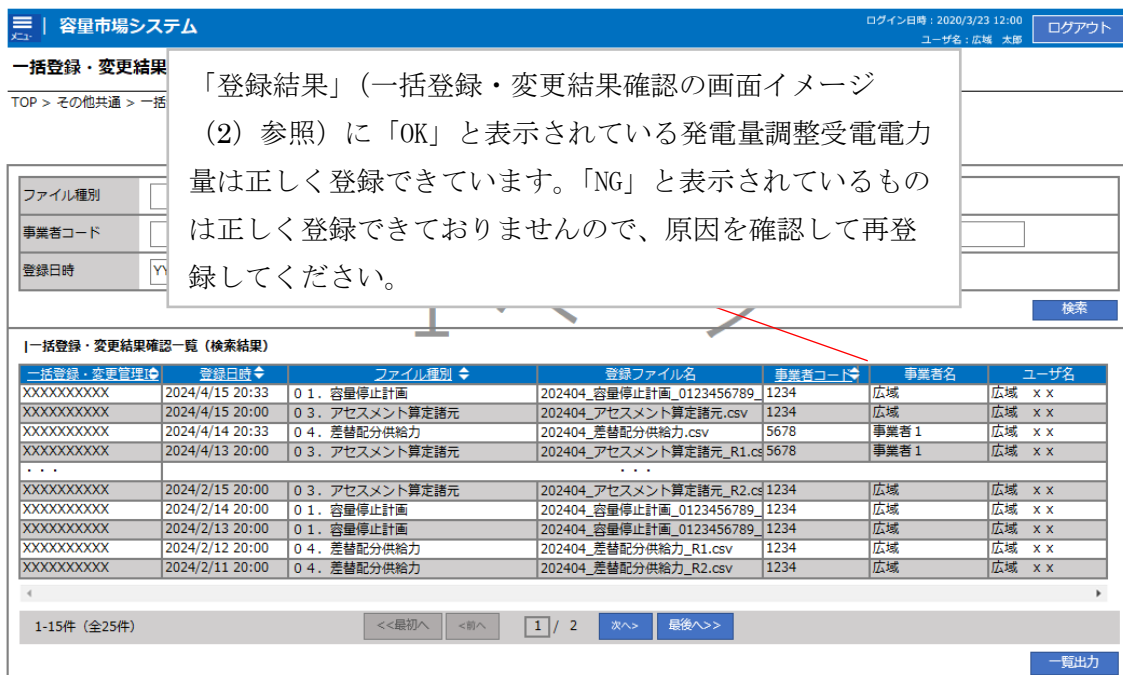 メニュー | 容量市場システム
ログイン日時：2020/3/23 12:00
ユーザ名：広域 太郎
ログアウト
一括登録・変更結果
TOP > その他共通 > 一括
「登録結果」(一括登録・変更結果確認の画面イメージ
(2) 参照) に「OK」と表示されている発電量調整受電電力
量は正しく登録できています。「NG」と表示されているもの
は正しく登録できておりませんので、原因を確認して再登
録してください。
ファイル種別
事業者コード
登録日時
検索
|一括登録・変更結果確認一覧（検索結果）
一括登録・変更管理 登録日時 ファイル種別 登録ファイル名 事業者コード 事業者名 ユーザ名
XXXXXXXXXX 2024/4/15 20:33 ０１．容量停止計画 202404_容量停止計画_0123456789_ 1234 広域 広域 ｘｘ
XXXXXXXXXX 2024/4/15 20:00 ０３．アセスメント算定諸元 202404_アセスメント算定諸元.csv 1234 広域 広域 ｘｘ
XXXXXXXXXX 2024/4/14 20:33 ０４．差替配分供給力 202404_差替配分供給力.csv 5678 事業者１ 広域 ｘｘ
XXXXXXXXXX 2024/4/13 20:00 ０３．アセスメント算定諸元 202404_アセスメント算定諸元_R1.cs 5678 事業者１ 広域 ｘｘ
・・・ ・・・
XXXXXXXXXX 2024/2/15 20:00 ０３．アセスメント算定諸元 202404_アセスメント算定諸元_R2.cs 1234 広域 広域 ｘｘ
XXXXXXXXXX 2024/2/14 20:00 ０１．容量停止計画 202404_容量停止計画_0123456789_ 1234 広域 広域 ｘｘ
XXXXXXXXXX 2024/2/13 20:00 ０１．容量停止計画 202404_容量停止計画_0123456789_ 1234 広域 広域 ｘｘ
XXXXXXXXXX 2024/2/12 20:00 ０４．差替配分供給力 202404_差替配分供給力_R1.csv 1234 広域 広域 ｘｘ
XXXXXXXXXX 2024/2/11 20:00 ０４．差替配分供給力 202404_差替配分供給力_R2.csv 1234 広域 広域 ｘｘ
1-15件（全25件） <<最初へ <前へ 1 / 2 次へ> 最後へ>>
一覧出力